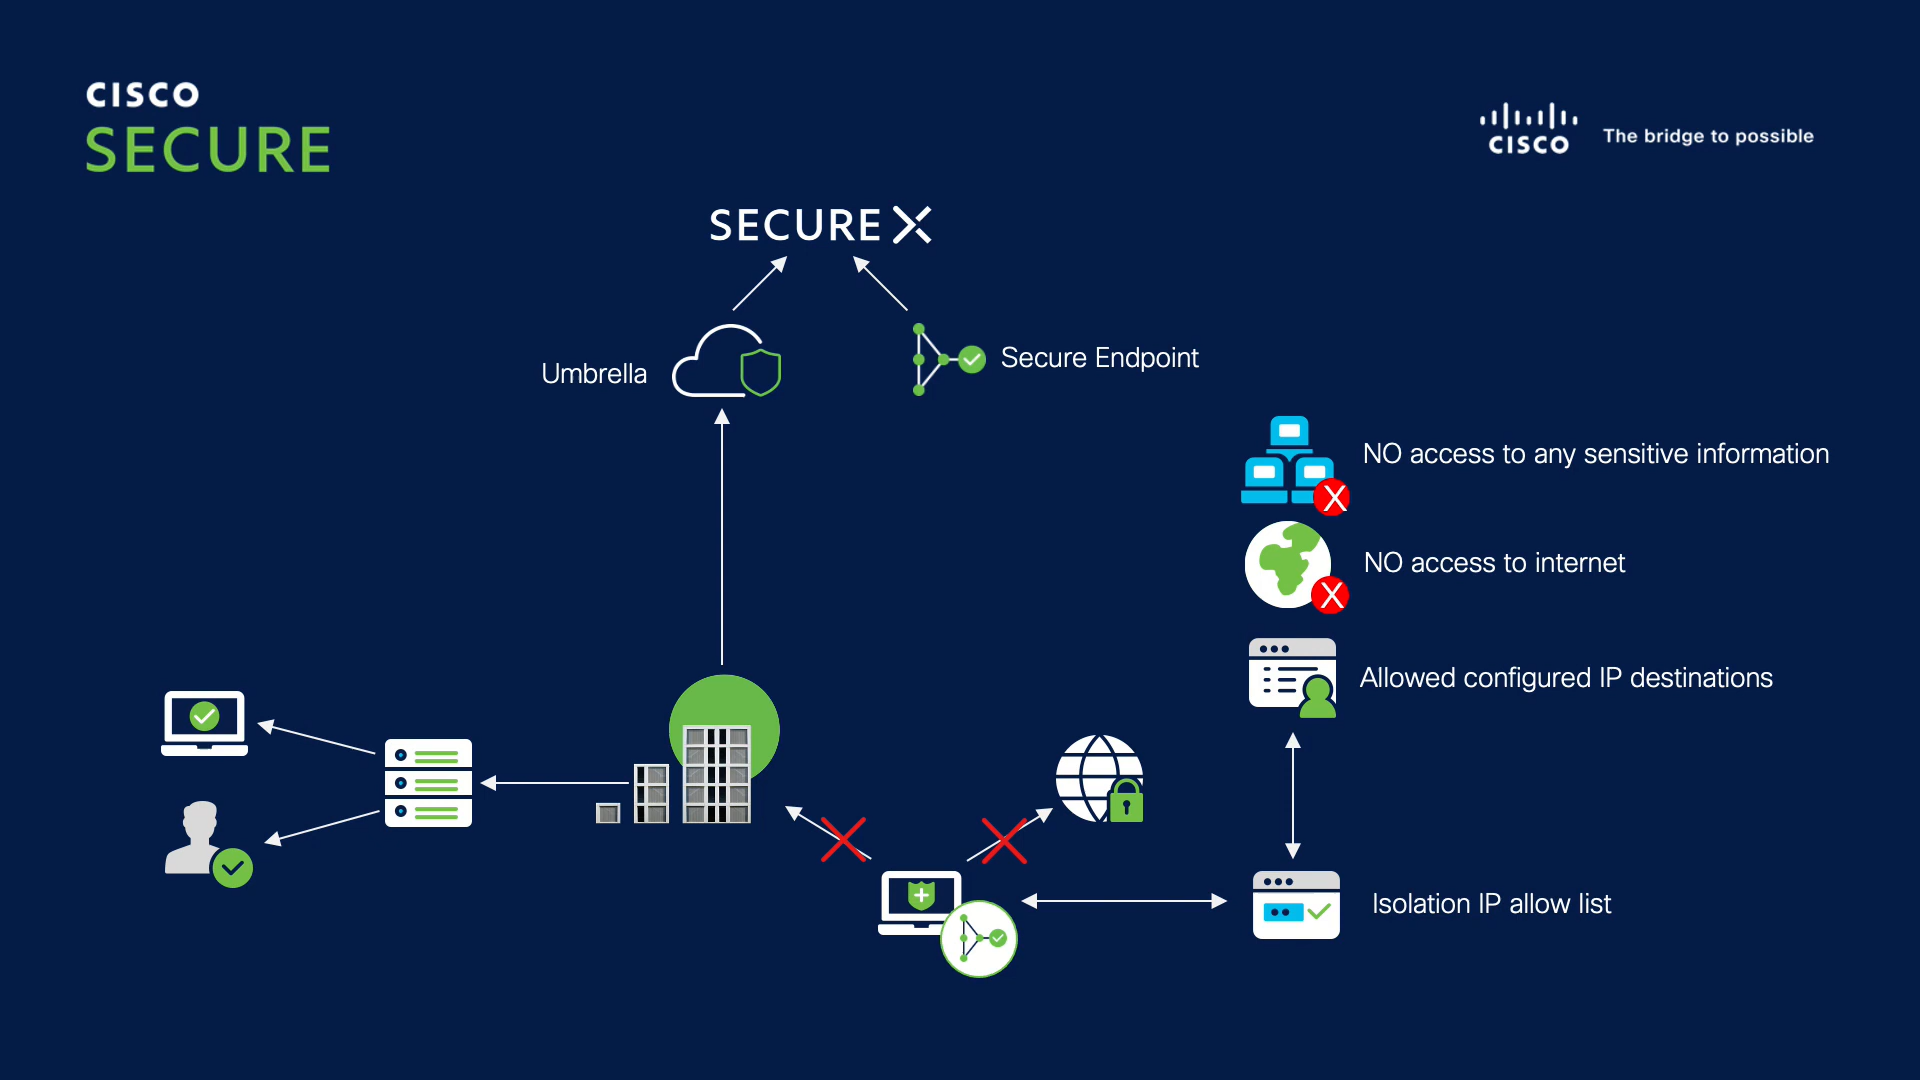 CISCO
SECURE
CISCO
The bridge to possible
SECUREX
Umbrella
Secure Endpoint
NO access to any sensitive information
X
NO access to internet
X
Allowed configured IP destinations
Isolation IP allow list